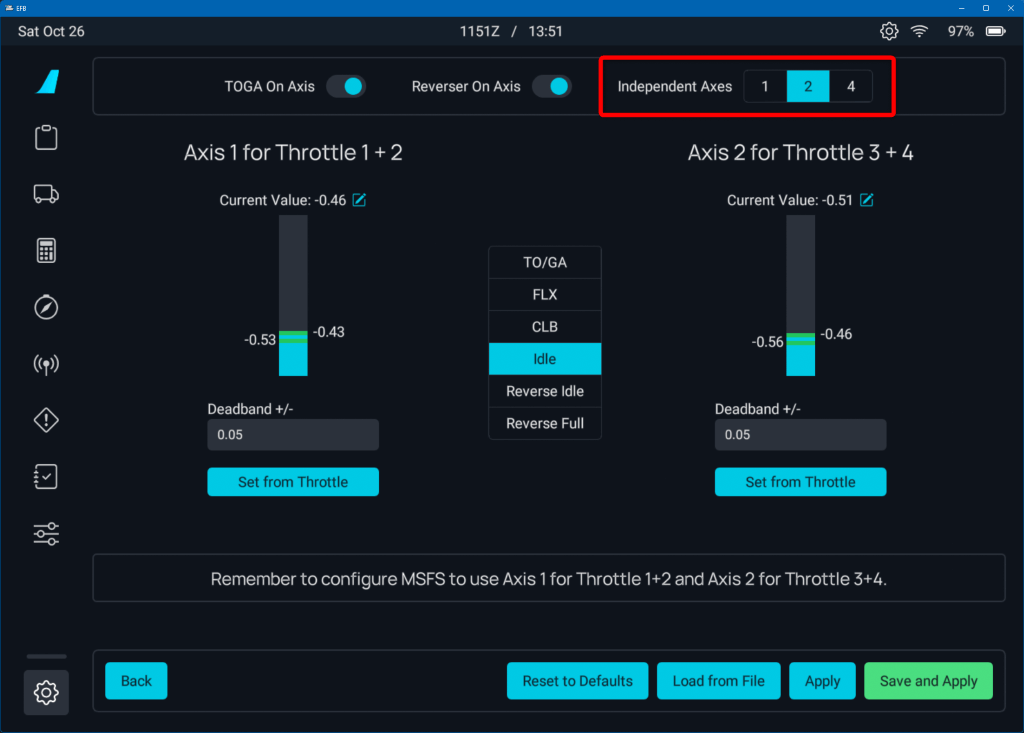 EFB
Sat Oct 26
1151Z / 13:51
97%
TOGA On Axis
Reverser On Axis
Independent Axes 1 2 4
Axis 1 for Throttle 1 + 2
Axis 2 for Throttle 3 + 4
Current Value: -0.46
Current Value: -0.51
-0.53
-0.43
-0.56
-0.46
TO/GA
FLX
CLB
Idle
Reverse Idle
Reverse Full
Deadband +/-
0.05
Set from Throttle
Deadband +/-
0.05
Set from Throttle
Remember to configure MSFS to use Axis 1 for Throttle 1+2 and Axis 2 for Throttle 3+4.
Back
Reset to Defaults
Load from File
Apply
Save and Apply